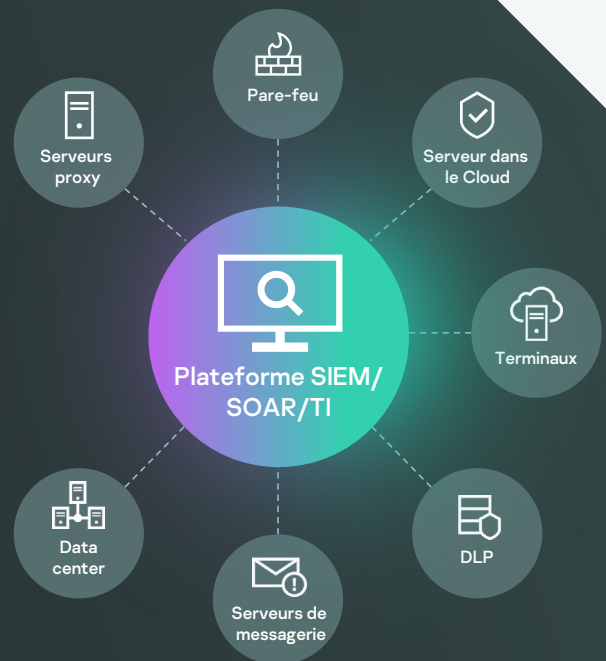 Pare-feu
Serveurs
proxy
Serveur dans
le Cloud
Plateforme SIEM/
SOAR/TI
Terminaux
Data
center
DLP
Serveurs de
messagerie